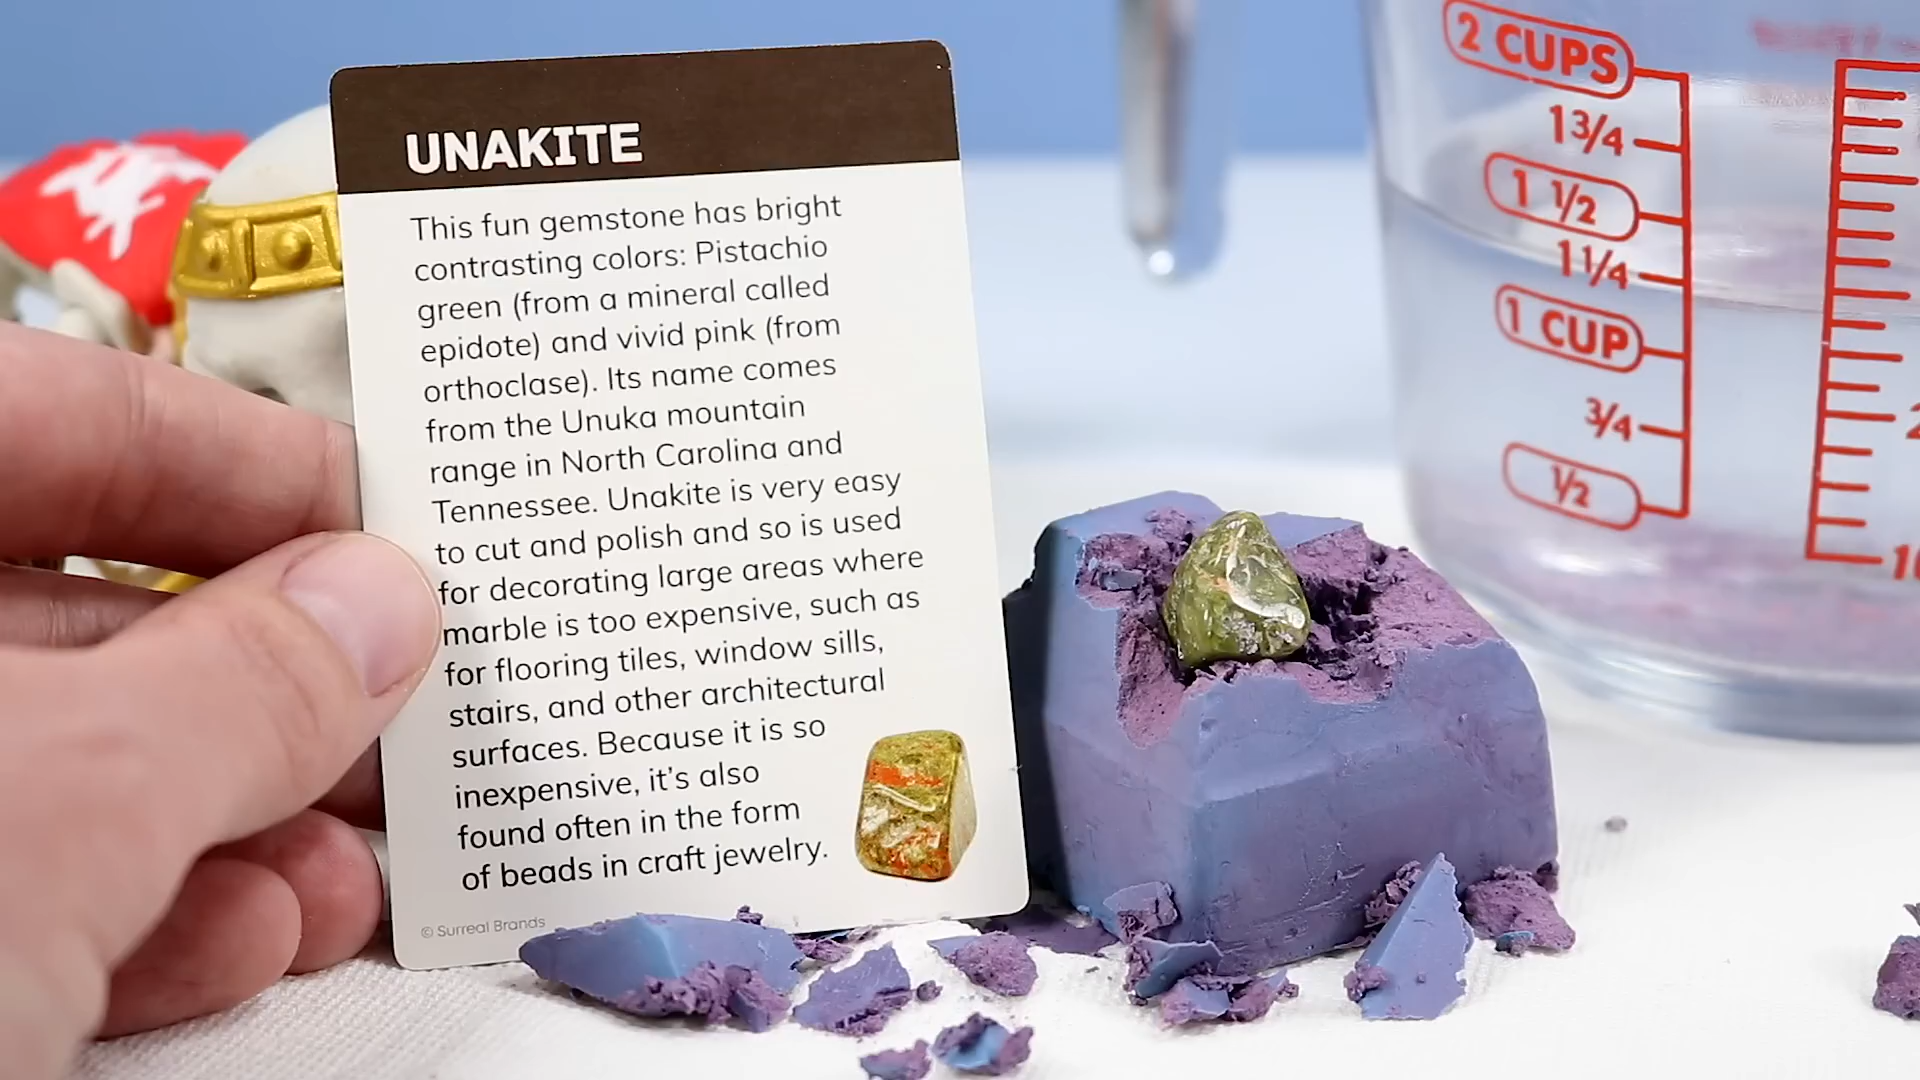 UNAKITE
This fun gemstone has bright
contrasting colors: Pistachio
green (from a mineral called
epidote) and vivid pink (from
orthoclase). Its name comes
from the Unuka mountain
range in North Carolina and
Tennessee. Unakite is very easy
to cut and polish and so is used
for decorating large areas where
marble is too expensive, such as
for flooring tiles, window sills,
stairs, and other architectural
surfaces. Because it is so
inexpensive, it's also
found often in the form
of beads in craft jewelry.
© Surreal Brands
2 CUPS
1 3/4
1 1/2
1 1/4
1 CUP
3/4
1/2